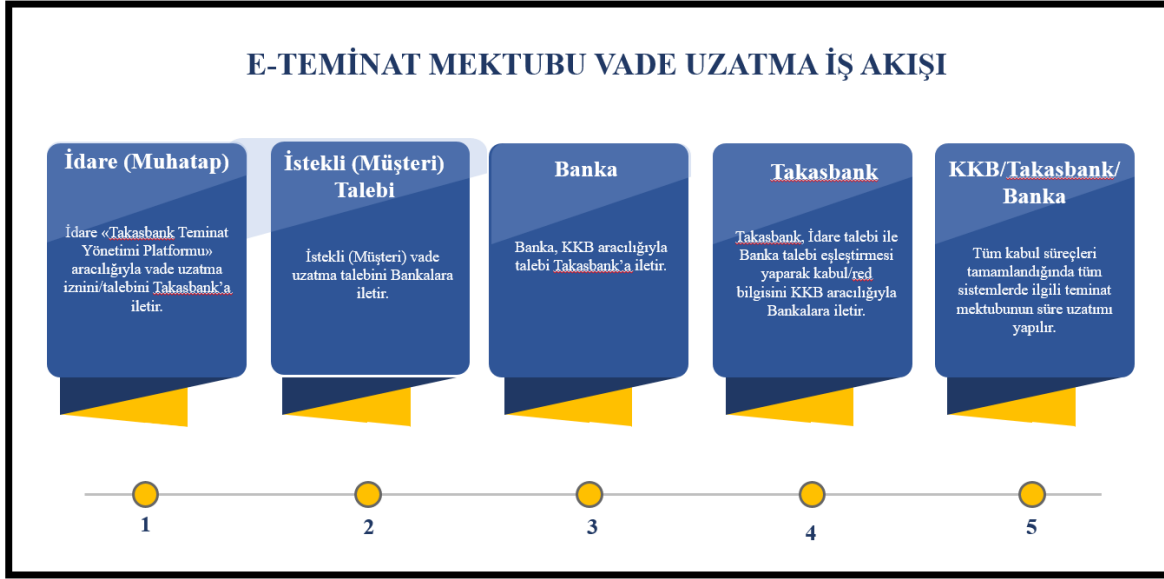 E-TEMİNAT MEKTUBU VADE UZATMA İŞ AKIŞI
İdare (Muhatap)
İdare «Takasbank Teminat
Yönetimi Platformu»
aracılığıyla vade uzatma
iznini/talebini Takasbank’a
iletir.
İstekli (Müşteri)
Talebi
İstekli (Müşteri) vade
uzatma talebini Bankalara
iletir.
Banka
Banka, KKB aracılığıyla
talebi Takasbank’a iletir.
Takasbank
Takasbank, İdare talebi ile
Banka talebi eşleştirmesi
yaparak kabul/red
bilgisini KKB aracılığıyla
Bankalara iletir.
KKB/Takasbank/
Banka
Tüm kabul süreçleri
tamamlandığında tüm
sistemlerde ilgili teminat
mektubunun süre uzatımı
yapılır.
1
2
3
4
5